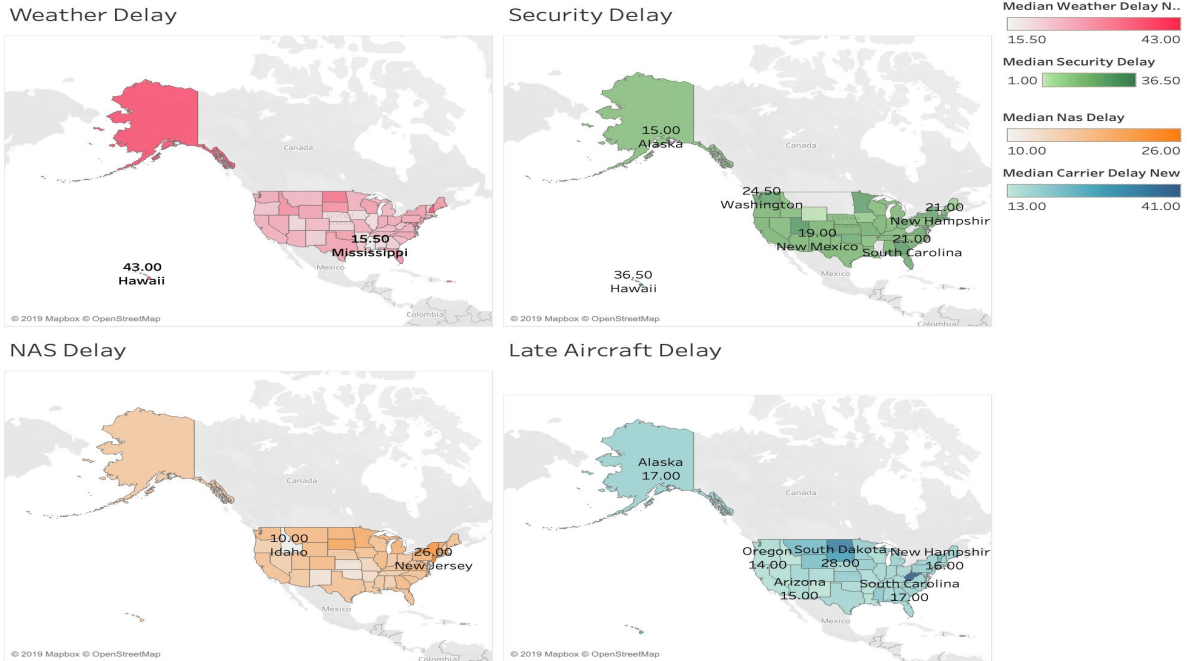 Weather Delay
Canada
15.50
Mississippi
43.00
Hawaii
Mexico
Colombia
© 2019 Mapbox © OpenStreetMap
Security Delay
15.00
Alaska
Canada
24.50
Washington
21.00
New Hampshir
19.00
New Mexico
21.00
South Carolina
36.50
Hawaii
Mexico
Colombia
© 2019 Mapbox © OpenStreetMap
Median Weather Delay N..
15.50 43.00
Median Security Delay
1.00 36.50
Median Nas Delay
10.00 26.00
Median Carrier Delay New
13.00 41.00
NAS Delay
Canada
10.00
Idaho
26.00
New Jersey
Mexico
Colombia
© 2019 Mapbox © OpenStreetMap
Late Aircraft Delay
Alaska
17.00
Canada
Oregon
14.00
South Dakota
28.00
New Hampshir
16.00
Arizona
15.00
South Carolina
17.00
Mexico
© 2019 Mapbox © OpenStreetMap